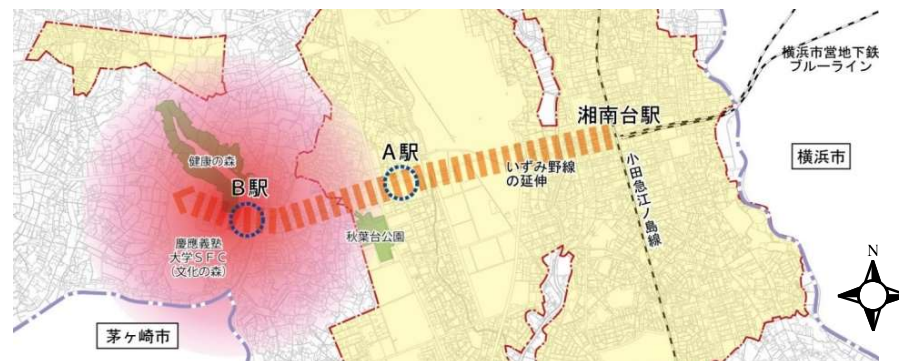 横浜市営地下鉄
ブルーライン
湘南台駅
横浜市
A駅
いずみ野線
の延伸
小田急江ノ島線
健康の森
B駅
秋葉台公園
慶應義塾
大学SFC
(文化の森)
茅ヶ崎市
N